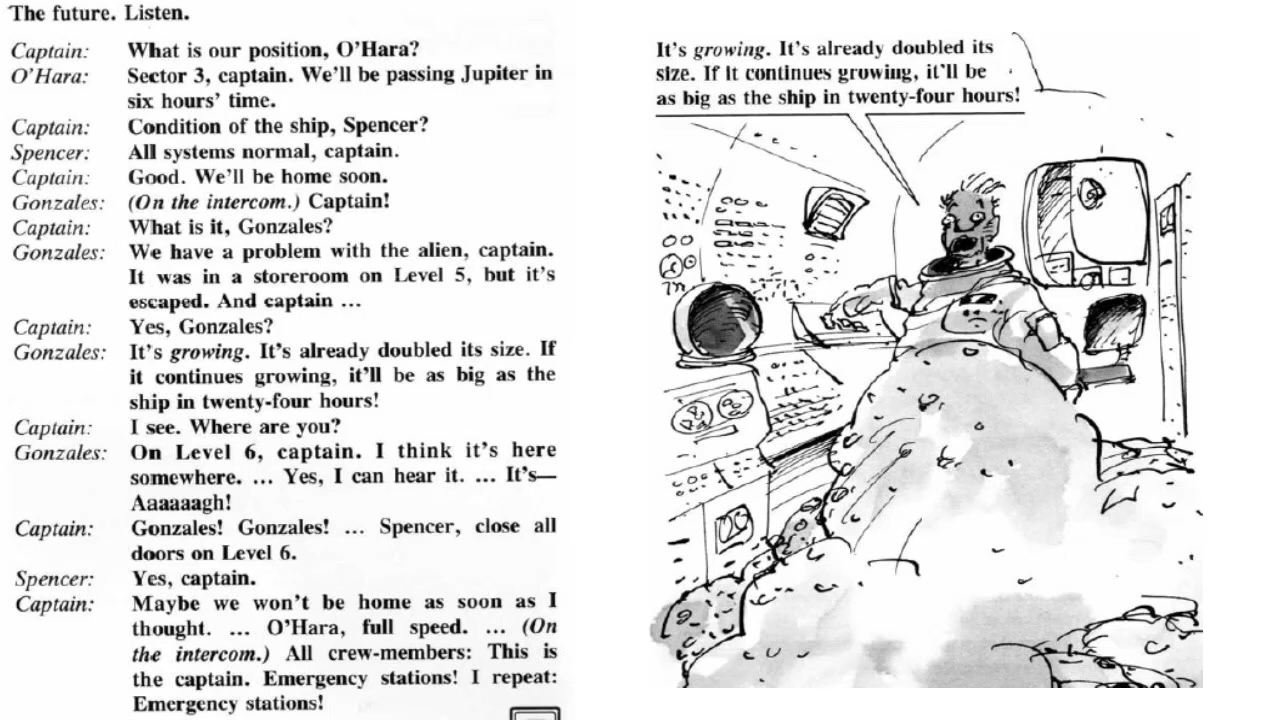 The future. Listen.
Captain: What is our position, O'Hara?
O'Hara: Sector 3, captain. We'll be passing Jupiter in
six hours' time.
Captain: Condition of the ship, Spencer?
Spencer: All systems normal, captain.
Captain: Good. We'll be home soon.
Gonzales: (On the intercom.) Captain!
Captain: What is it, Gonzales?
Gonzales: We have a problem with the alien, captain.
It was in a storeroom on Level 5, but it's
escaped. And captain ...
Captain: Yes, Gonzales?
Gonzales: It's growing. It's already doubled its size. If
it continues growing, it'll be as big as the
ship in twenty-four hours!
Captain: I see. Where are you?
Gonzales: On Level 6, captain. I think it's here
somewhere. ... Yes, I can hear it. ... It's—
Aaaaaagh!
Captain: Gonzales! Gonzales! ... Spencer, close all
doors on Level 6.
Spencer: Yes, captain.
Captain: Maybe we won't be home as soon as I
thought. ... O'Hara, full speed. ... (On
the intercom.) All crew-members: This is
the captain. Emergency stations! I repeat:
Emergency stations!
It's growing. It's already doubled its
size. If it continues growing, it'll be
as big as the ship in twenty-four hours!